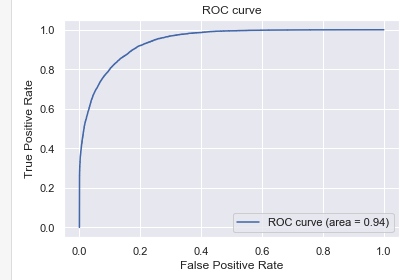 ROC curve
1.0
0.8
0.6
0.4
0.2
0.0
True Positive Rate
ROC curve (area = 0.94)
0.0 0.2 0.4 0.6 0.8 1.0
False Positive Rate